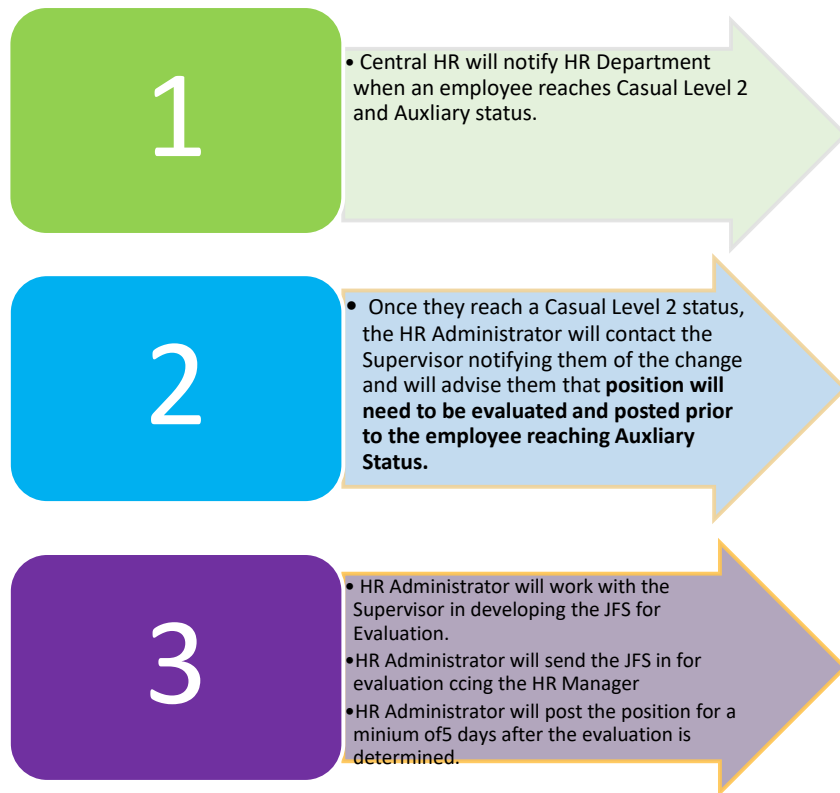 1
• Central HR will notify HR Department
when an employee reaches Casual Level 2
and Auxliary status.
2
• Once they reach a Casual Level 2 status,
the HR Administrator will contact the
Supervisor notifying them of the change
and will advise them that position will
need to be evaluated and posted prior
to the employee reaching Auxliary
Status.
3
• HR Administrator will work with the
Supervisor in developing the JFS for
Evaluation.
•HR Administrator will send the JFS in for
evaluation ccing the HR Manager
•HR Administrator will post the position for a
minium of5 days after the evaluation is
determined.